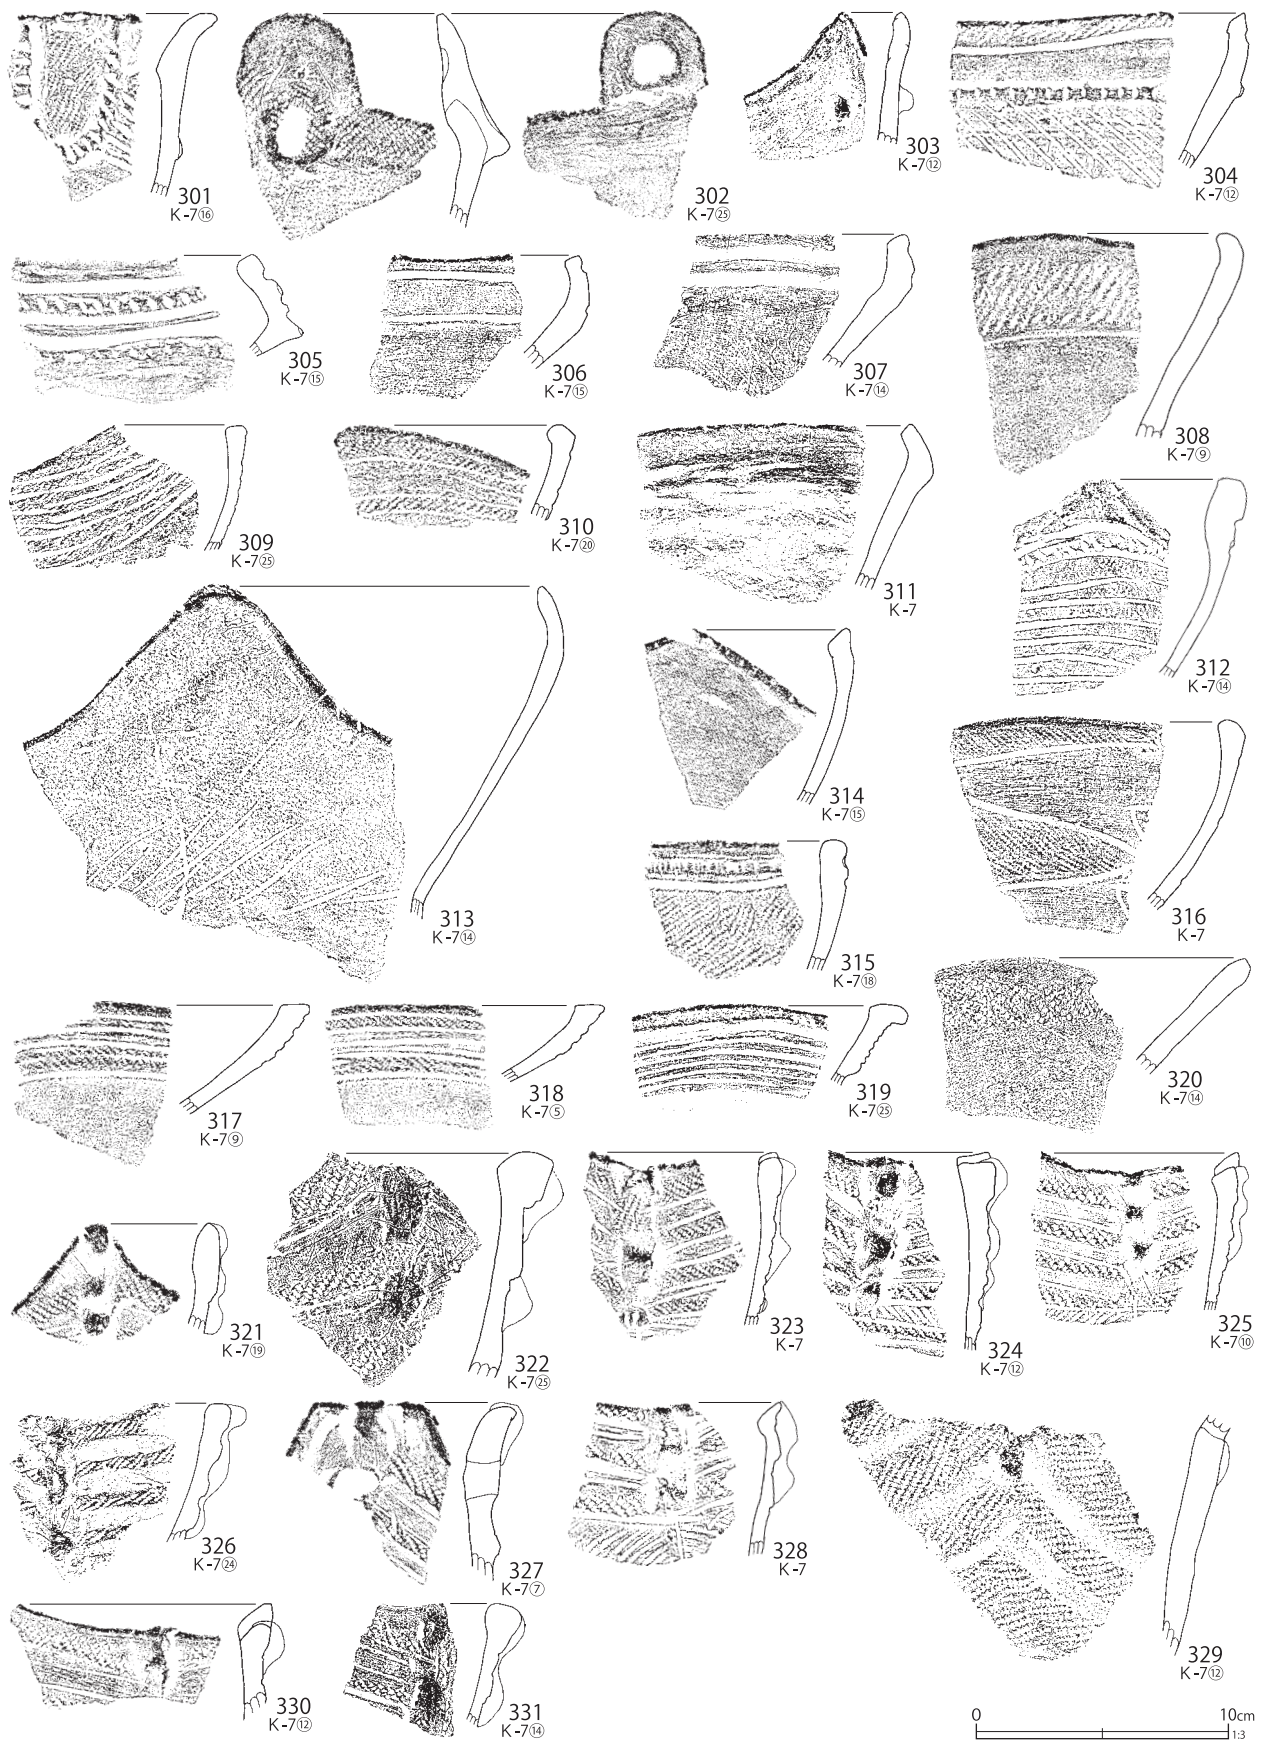 301
K-7⑯
302
K-7㉕
303
K-7⑫
304
K-7⑫
305
K-7⑮
306
K-7⑮
307
K-7⑭
308
K-7⑨
309
K-7㉕
310
K-7⑳
311
K-7
312
K-7⑭
313
K-7⑭
314
K-7⑮
315
K-7⑱
316
K-7
317
K-7⑨
318
K-7⑤
319
K-7㉕
320
K-7⑭
321
K-7⑲
322
K-7㉕
323
K-7
324
K-7⑫
325
K-7⑩
326
K-7㉔
327
K-7⑦
328
K-7
329
K-7⑫
330
K-7⑫
331
K-7⑭
0 10cm
1:3